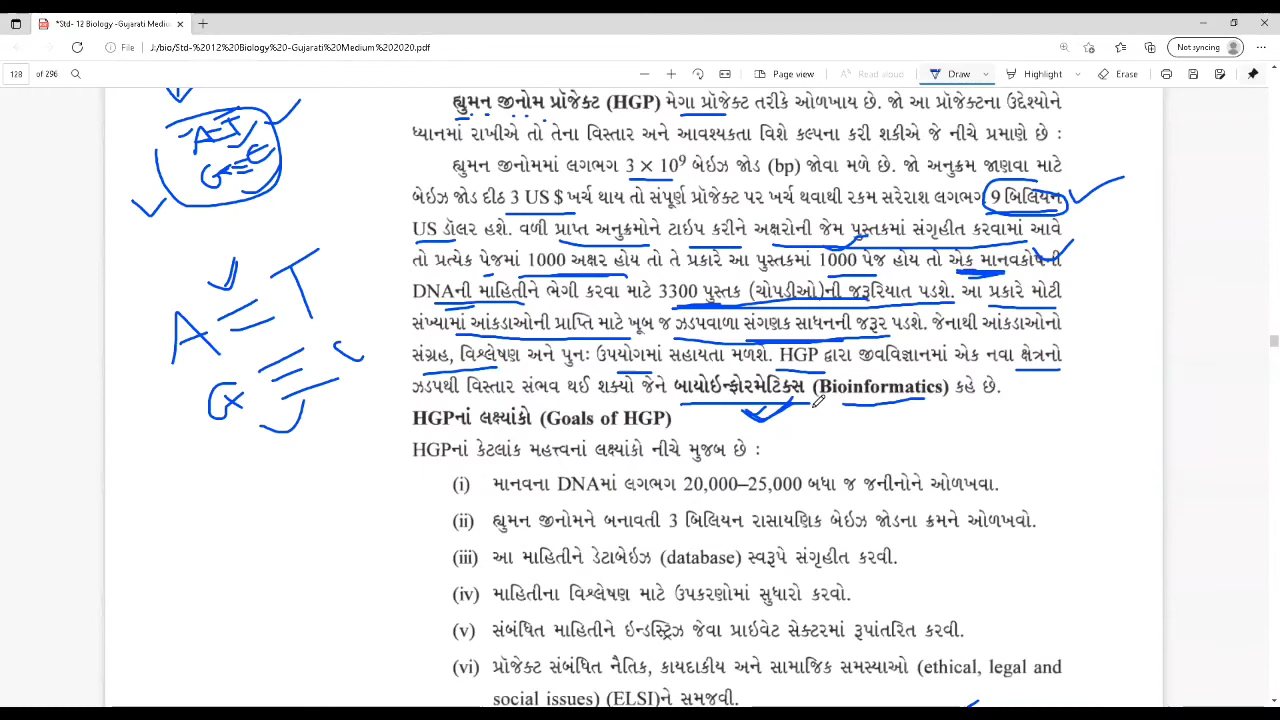 *Std- 12 Biology -Gujarati Medium
File J:/bio/Std-%2012%20Biology%20-Gujarati%20Medium%202020.pdf
Not syncing
128 of 296
Page view
Read aloud
Draw
Highlight
Erase
હ્યુમન જીનોમ પ્રૉજેક્ટ (HGP) મેગા પ્રૉજેક્ટ તરીકે ઓળખાય છે. જો આ પ્રૉજેક્ટના ઉદ્દેશ્યોને
ધ્યાનમાં રાખીએ તો તેના વિસ્તાર અને આવશ્યકતા વિશે કલ્પના કરી શકીએ જે નીચે પ્રમાણે છે :
હ્યુમન જીનોમમાં લગભગ 3 × 10⁹ બેઇઝ જોડ (bp) જોવા મળે છે. જો અનુક્રમ જાણવા માટે
બેઇઝ જોડ દીઠ 3 US $ ખર્ચ થાય તો સંપૂર્ણ પ્રૉજેક્ટ પર ખર્ચ થવાથી રકમ સરેરાશ લગભગ 9 બિલિયન
US ડૉલર હશે. વળી પ્રાપ્ત અનુક્રમોને ટાઇપ કરીને અક્ષરોની જેમ પુસ્તકમાં સંગૃહીત કરવામાં આવે
તો પ્રત્યેક પેજમાં 1000 અક્ષર હોય તો તે પ્રકારે આ પુસ્તકમાં 1000 પેજ હોય તો એક માનવકોષની
DNAની માહિતીને ભેગી કરવા માટે 3300 પુસ્તક (ચોપડીઓ)ની જરૂરિયાત પડશે. આ પ્રકારે મોટી
સંખ્યામાં આંકડાઓની પ્રાપ્તિ માટે ખૂબ જ ઝડપવાળા સંગણક સાધનની જરૂર પડશે. જેનાથી આંકડાઓનો
સંગ્રહ, વિશ્લેષણ અને પુનઃ ઉપયોગમાં સહાયતા મળશે. HGP દ્વારા જીવવિજ્ઞાનમાં એક નવા ક્ષેત્રનો
ઝડપથી વિસ્તાર સંભવ થઈ શક્યો જેને બાયોઇન્ફોરમેટિક્સ (Bioinformatics) કહે છે.
HGPનાં લક્ષ્યાંકો (Goals of HGP)
HGPનાં કેટલાંક મહત્ત્વનાં લક્ષ્યાંકો નીચે મુજબ છે :
(i) માનવના DNAમાં લગભગ 20,000–25,000 બધા જ જનીનોને ઓળખવા.
(ii) હ્યુમન જીનોમને બનાવતી 3 બિલિયન રાસાયણિક બેઇઝ જોડના ક્રમને ઓળખવો.
(iii) આ માહિતીને ડેટાબેઇઝ (database) સ્વરૂપે સંગૃહીત કરવી.
(iv) માહિતીના વિશ્લેષણ માટે ઉપકરણોમાં સુધારો કરવો.
(v) સંબંધિત માહિતીને ઇન્ડસ્ટ્રિઝ જેવા પ્રાઇવેટ સેક્ટરમાં રૂપાંતરિત કરવી.
(vi) પ્રૉજેક્ટ સંબંધિત નૈતિક, કાયદાકીય અને સામાજિક સમસ્યાઓ (ethical, legal and
social issues) (ELSI)ને સમજવી.
A=T
G≡C
A=T
G≡C